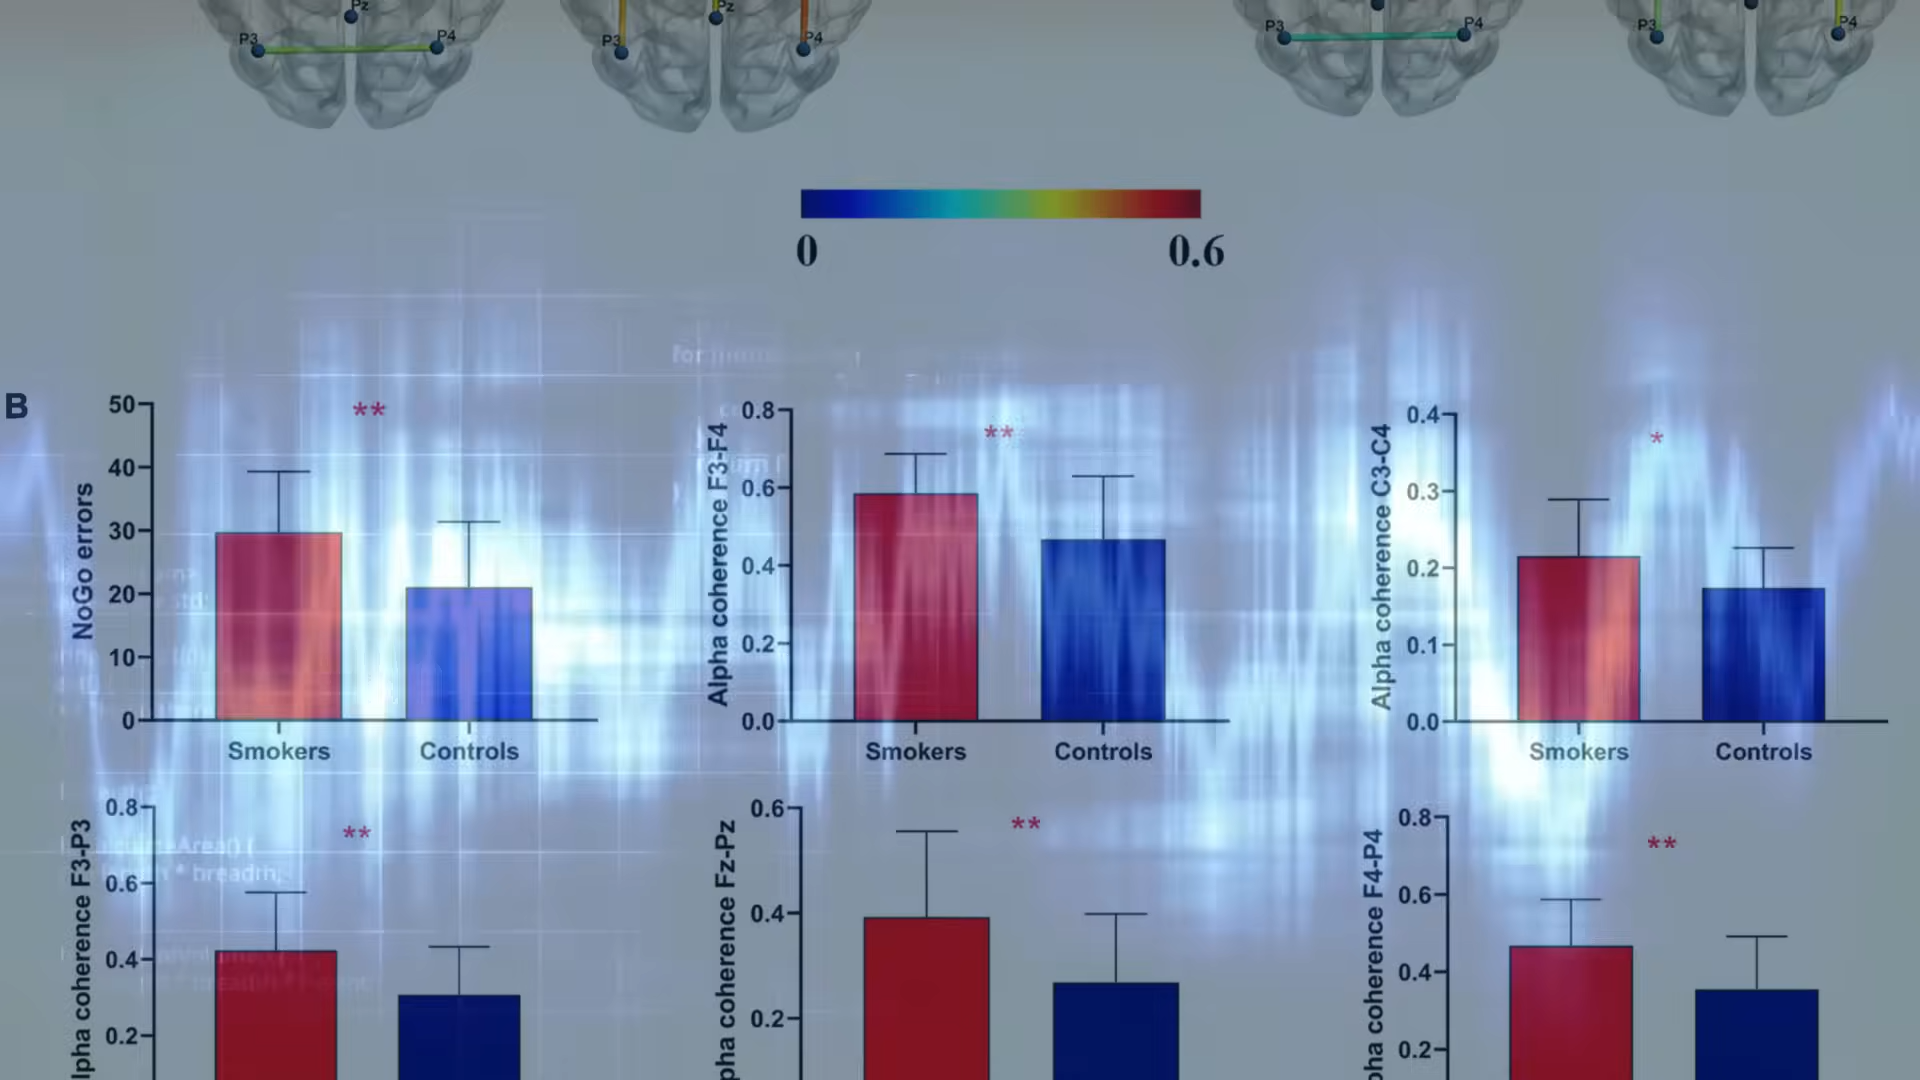 Pz
P3 P4
Pz
P3 P4
P3 P4
P3 P4
0 0.6
B
NoGo errors
50
40
30
20
10
0
**
Smokers Controls
Alpha coherence F3-F4
0.8
0.6
0.4
0.2
0.0
**
Smokers Controls
Alpha coherence C3-C4
0.4
0.3
0.2
0.1
0.0
*
Smokers Controls
lpha coherence F3-P3
0.8
0.6
0.4
0.2
**
pha coherence Fz-Pz
0.6
0.4
0.2
**
pha coherence F4-P4
0.8
0.6
0.4
0.2
**
return (
* breadth;